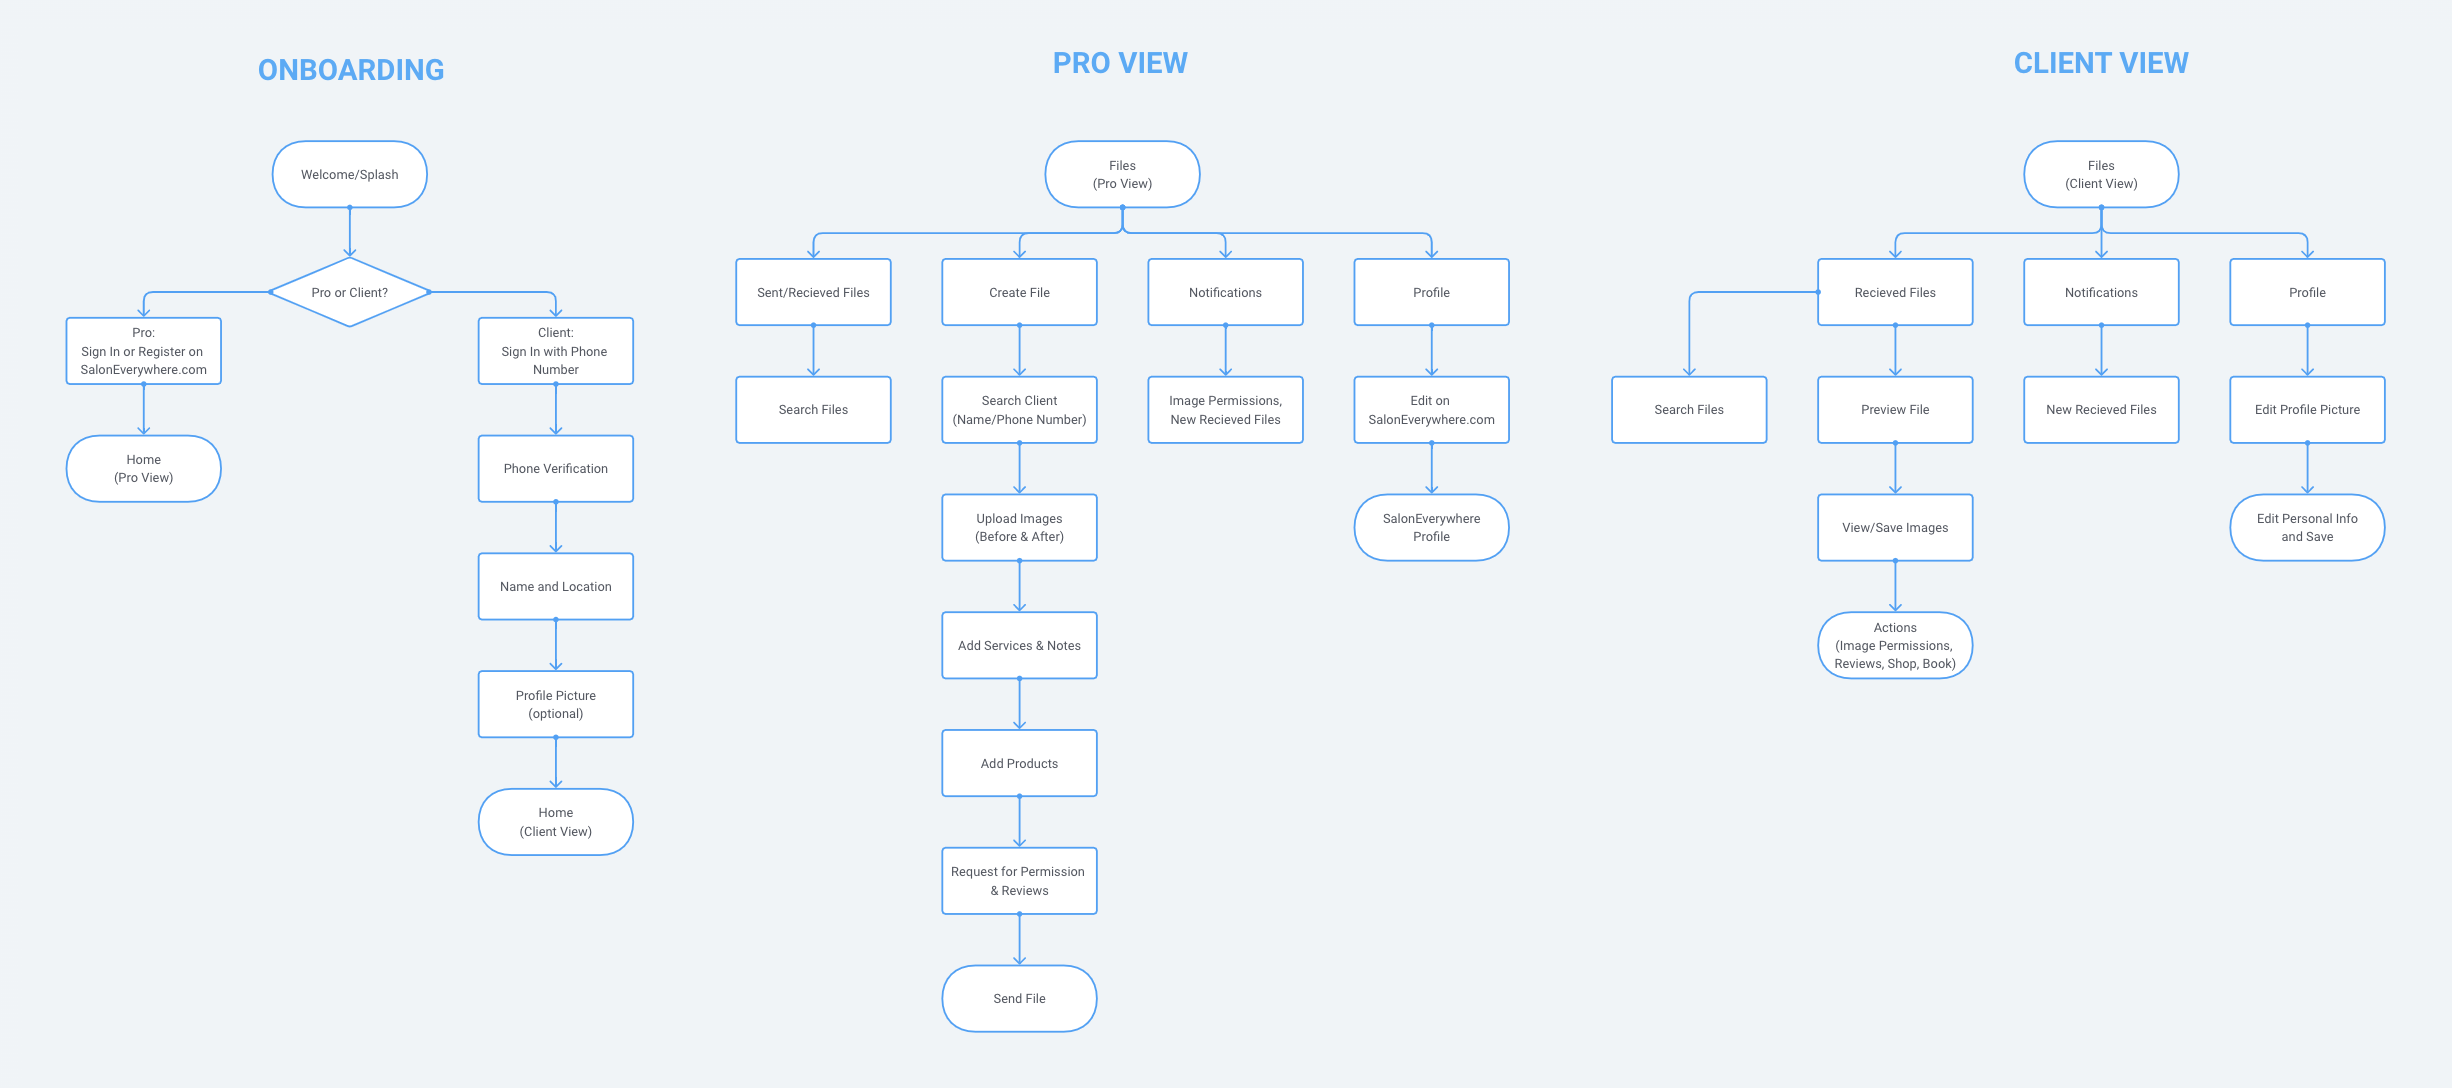 ONBOARDING
Welcome/Splash
Pro or Client?
Pro:
Sign In or Register on
SalonEverywhere.com
Home
(Pro View)
Client:
Sign In with Phone
Number
Phone Verification
Name and Location
Profile Picture
(optional)
Home
(Client View)
PRO VIEW
Files
(Pro View)
Sent/Recieved Files
Search Files
Create File
Search Client
(Name/Phone Number)
Upload Images
(Before & After)
Add Services & Notes
Add Products
Request for Permission
& Reviews
Send File
Notifications
Image Permissions,
New Recieved Files
Profile
Edit on
SalonEverywhere.com
SalonEverywhere
Profile
CLIENT VIEW
Files
(Client View)
Recieved Files
Search Files
Preview File
View/Save Images
Actions
(Image Permissions,
Reviews, Shop, Book)
Notifications
New Recieved Files
Profile
Edit Profile Picture
Edit Personal Info
and Save